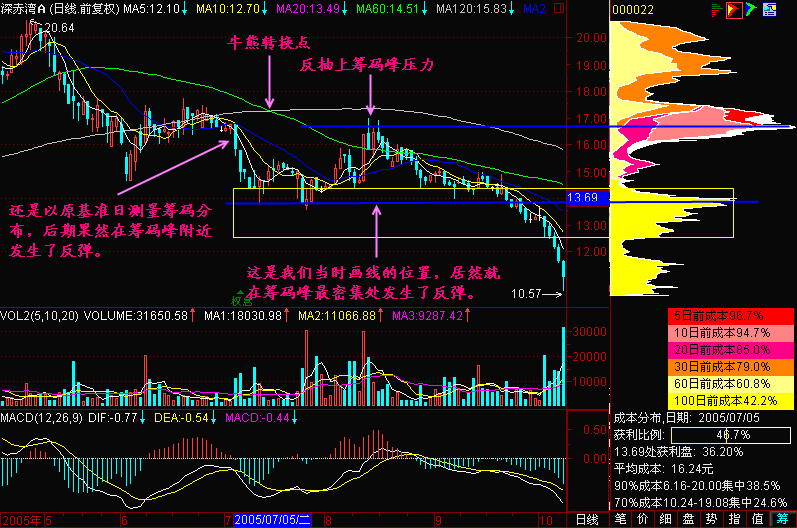 深赤湾A (日线.前复权) MA5:12.10↓ MA10:12.70↓ MA20:13.49↓ MA60:14.51↓ MA120:15.83↓ MA2
000022
20.64
牛熊转换点
反抽上筹码峰压力
20.00
19.00
18.00
17.00
16.00
15.00
13.69
13.00
12.00
还是以原基准日测量筹码分
布，后期果然在筹码峰附近
发生了反弹。
这是我们当时画线的位置，居然就
在筹码峰最密集处发生了反弹。
权息
10.57
VOL2(5,10,20) VOLUME:31650.58↑ MA1:18030.98↑ MA2:11066.88↑ MA3:9287.42↑
30000
20000
10000
MACD(12,26,9) DIF:-0.77↓ DEA:-0.54↓ MACD:-0.44↓
0.50
0.00
5日前成本96.7%
10日前成本94.7%
20日前成本85.0%
30日前成本79.0%
60日前成本60.8%
100日前成本42.2%
成本分布,日期: 2005/07/05
获利比例: 46.7%
13.69处获利盘: 36.20%
平均成本: 16.24元
90%成本6.16-20.00集中38.5%
70%成本10.24-19.08集中24.6%
2005年 5 6 7 2005/07/05/二 8 9 10 日线
笔 价 细 盘 势 指 值 筹